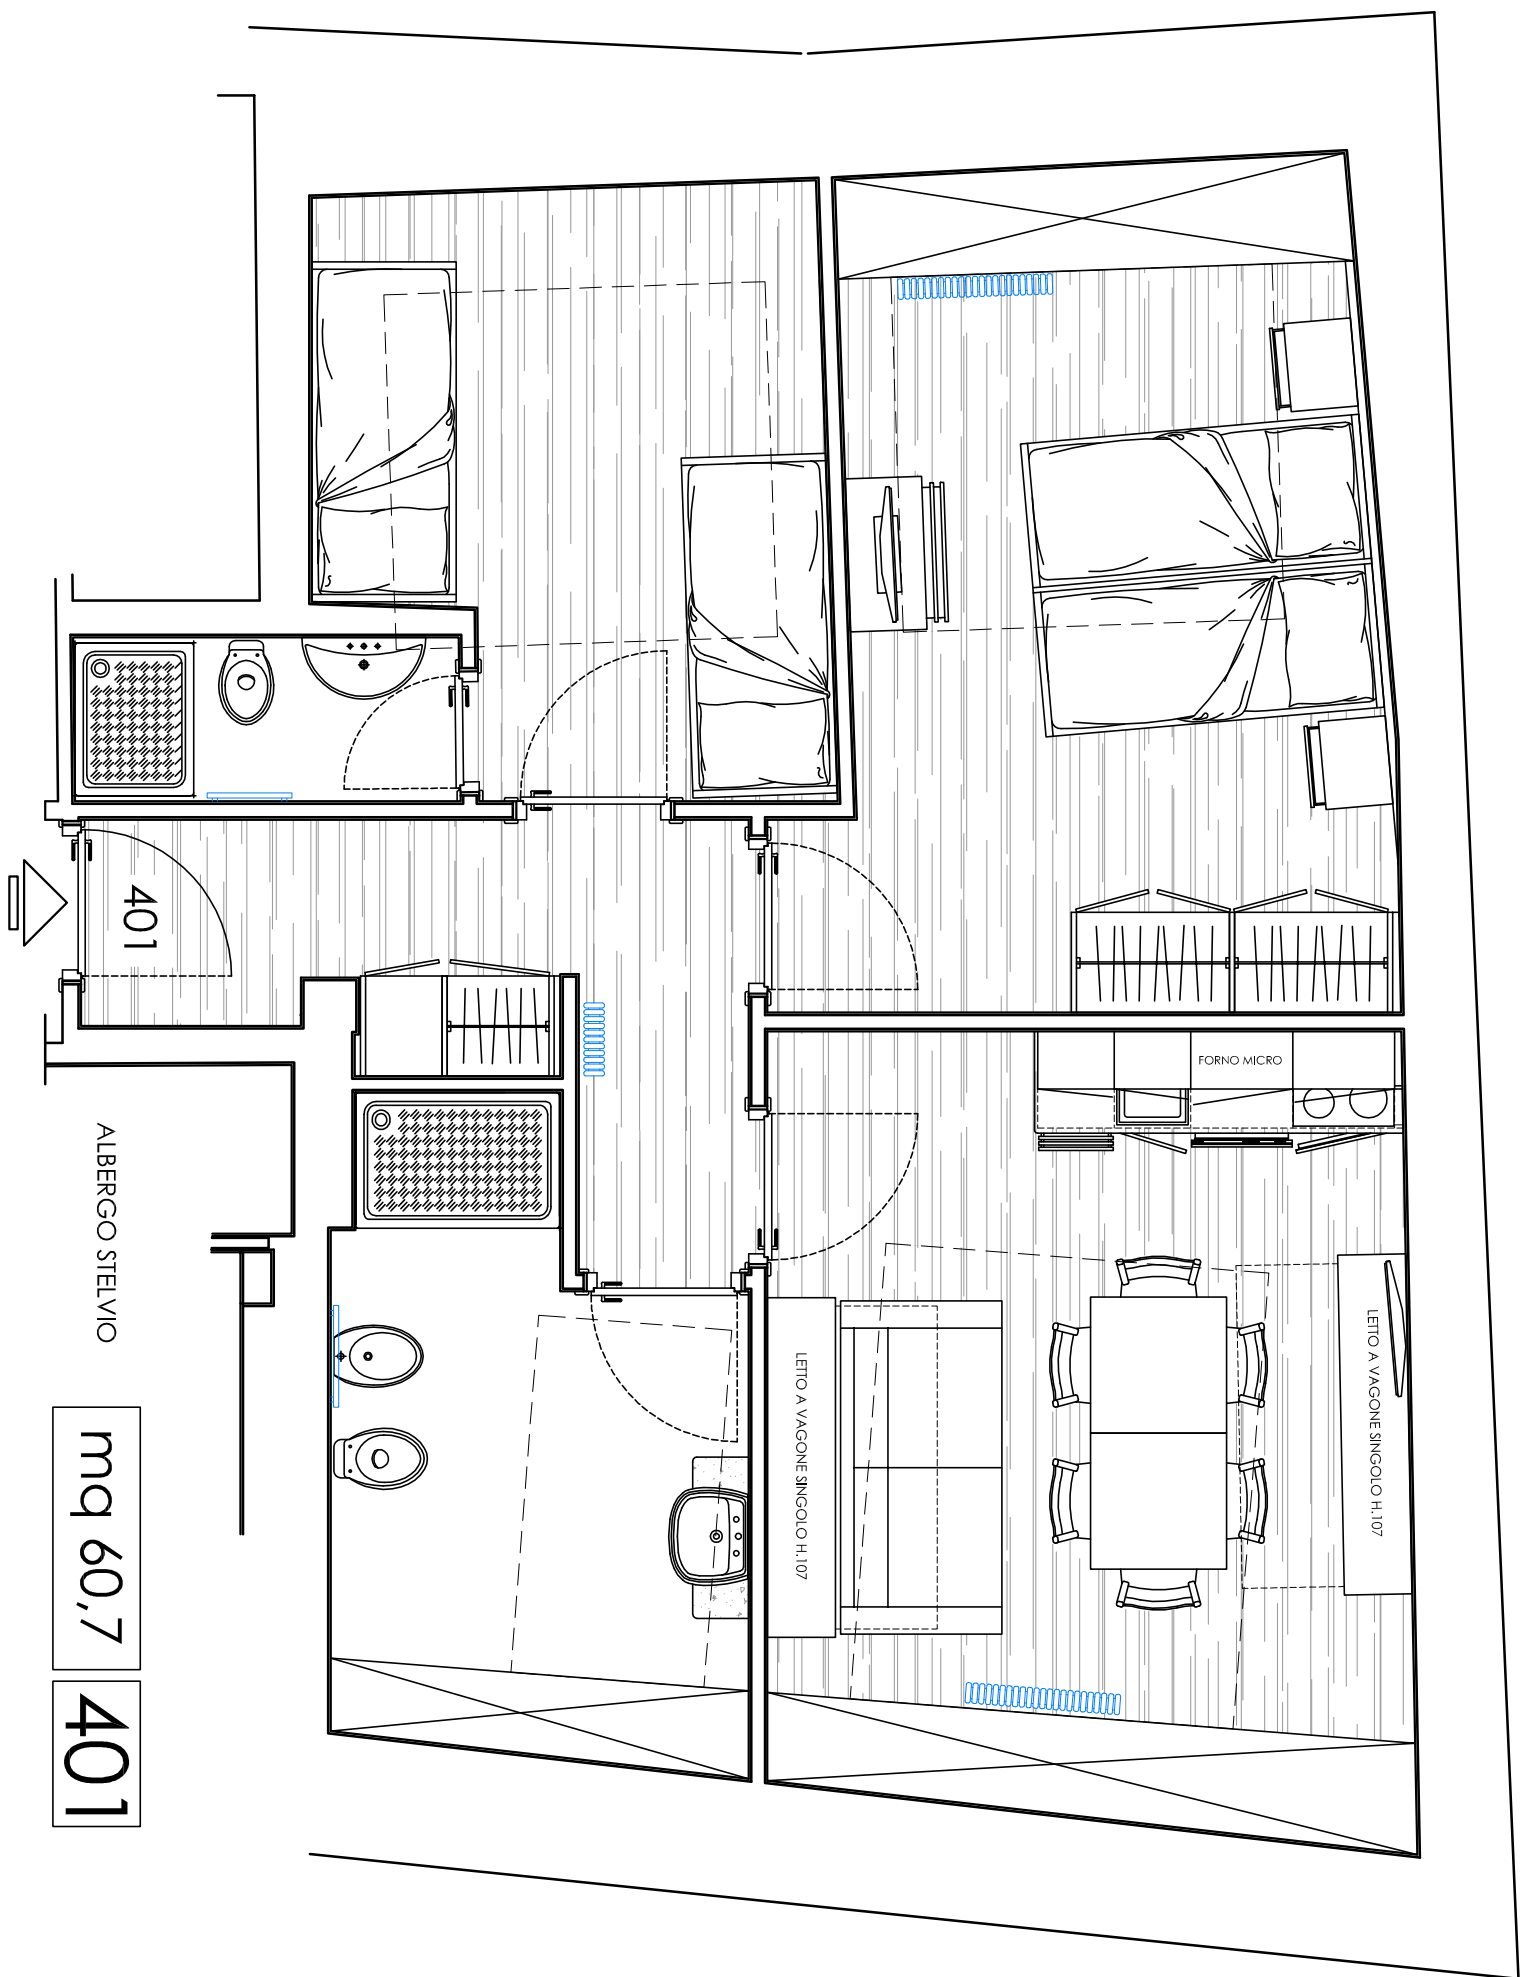 FORNO MICRO
LETTO A VAGONE SINGOLO H.107
LETTO A VAGONE SINGOLO H.107
401
ALBERGO STELVIO
mq 60,7
401